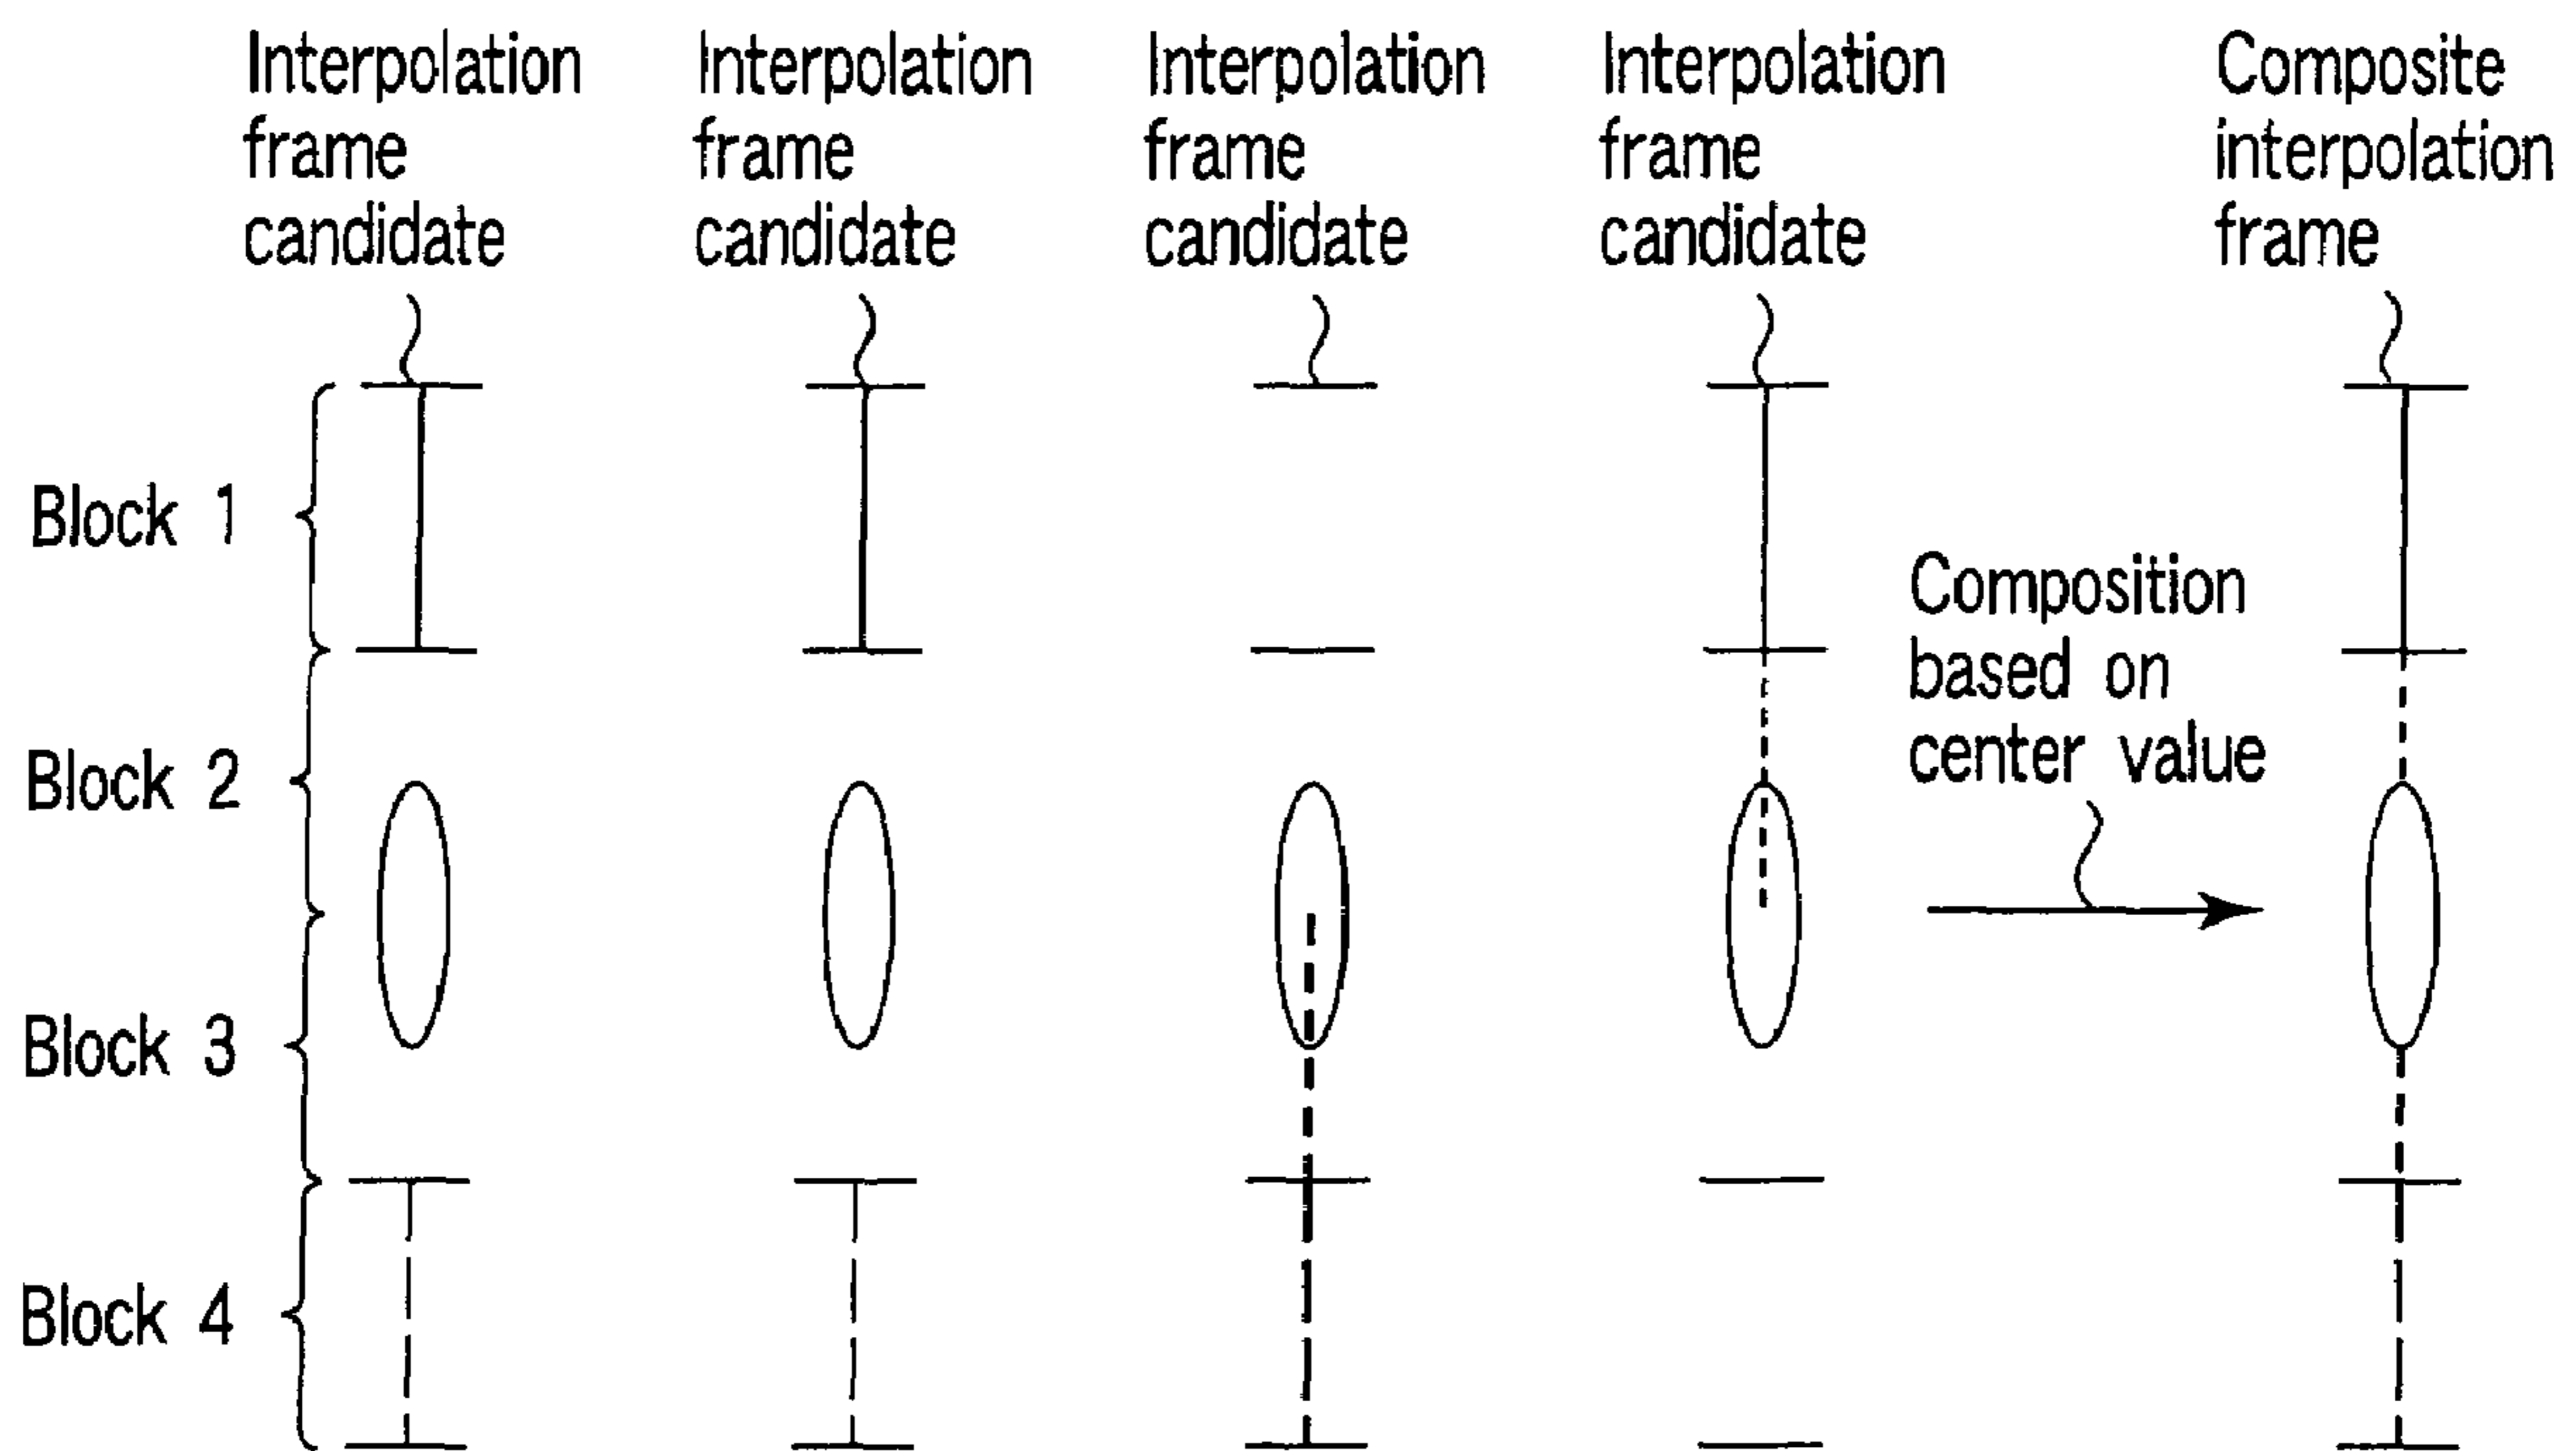 Interpolation
frame
candidate
Interpolation
frame
candidate
Interpolation
frame
candidate
Interpolation
frame
candidate
Composite
interpolation
frame
Block 1
Composition
based on
center value
Block 2
Block 3
Block 4